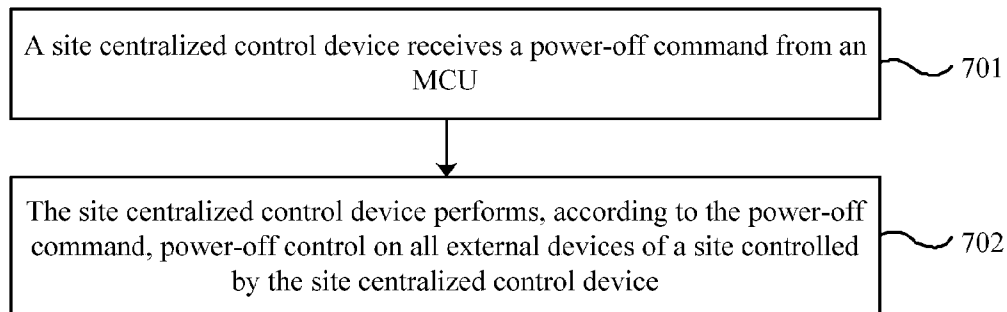 A site centralized control device receives a power-off command from an
MCU
701
The site centralized control device performs, according to the power-off
command, power-off control on all external devices of a site controlled
by the site centralized control device
702